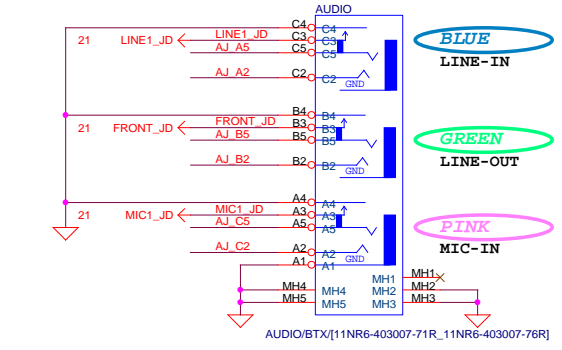 AUDIO
C4 C4
21 LINE1_JD LINE1_JD C3 C3
AJ_A5 C5 C5
BLUE
LINE-IN
AJ_A2 C2 C2
GND
B4 B4
21 FRONT_JD FRONT_JD B3 B3
AJ_B5 B5 B5
GREEN
LINE-OUT
AJ_B2 B2 B2
GND
A4 A4
21 MIC1_JD MIC1_JD A3 A3
AJ_C5 A5 A5
PINK
MIC-IN
AJ_C2 A2 A2
GND
A1 A1
MH1 MH1
MH4 MH4 MH2 MH2
MH5 MH5 MH3 MH3
AUDIO/BTX/[11NR6-403007-71R_11NR6-403007-76R]